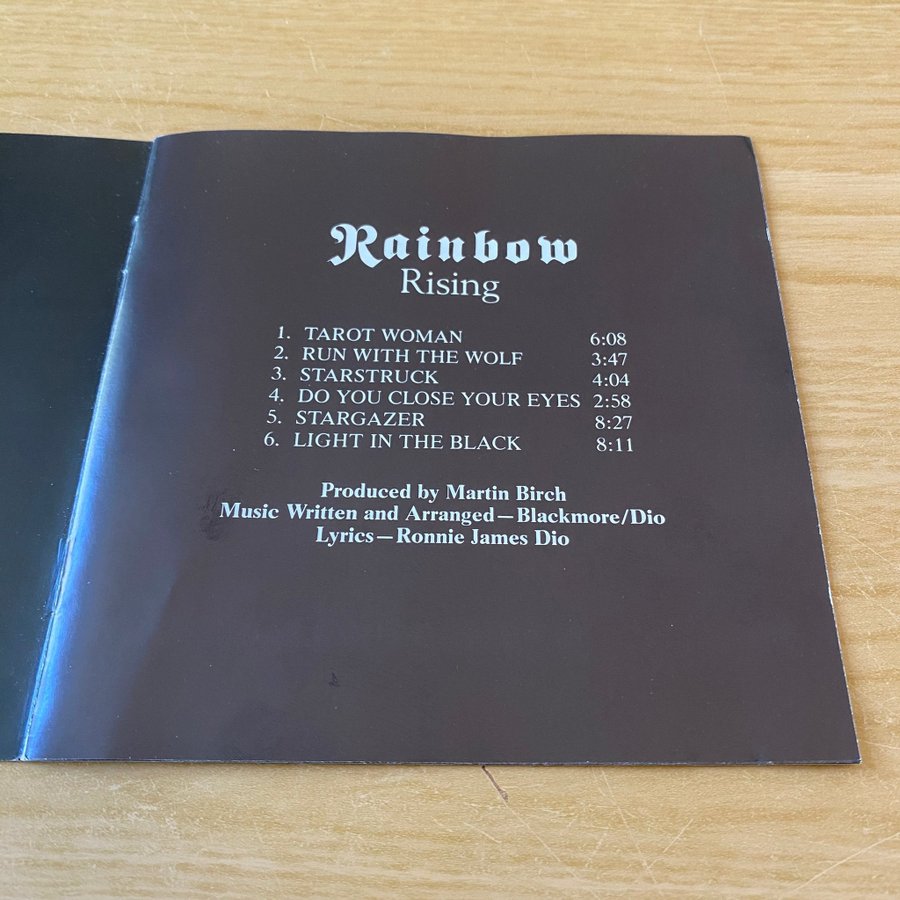 Rainbow
Rising
1. TAROT WOMAN 6:08
2. RUN WITH THE WOLF 3:47
3. STARSTRUCK 4:04
4. DO YOU CLOSE YOUR EYES 2:58
5. STARGAZER 8:27
6. LIGHT IN THE BLACK 8:11
Produced by Martin Birch
Music Written and Arranged—Blackmore/Dio
Lyrics—Ronnie James Dio